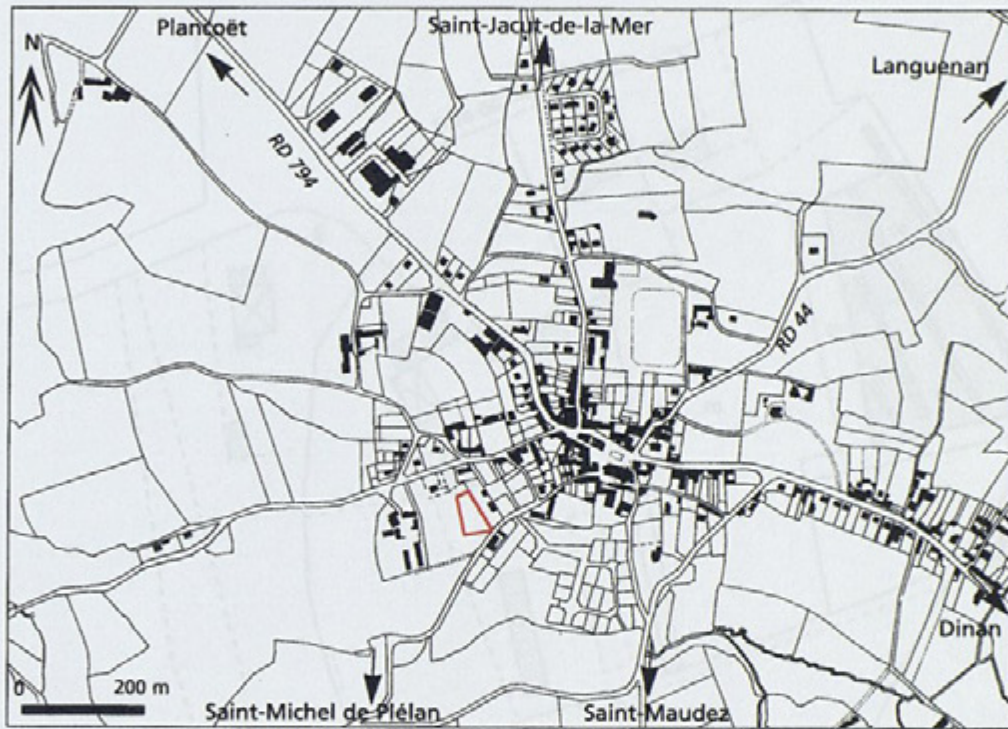 Plancoët
Saint-Jacut-de-la-Mer
N
Languenan
RD 794
RD 44
Dinan
0 200 m
Saint-Michel de Plélan
Saint-Maudez